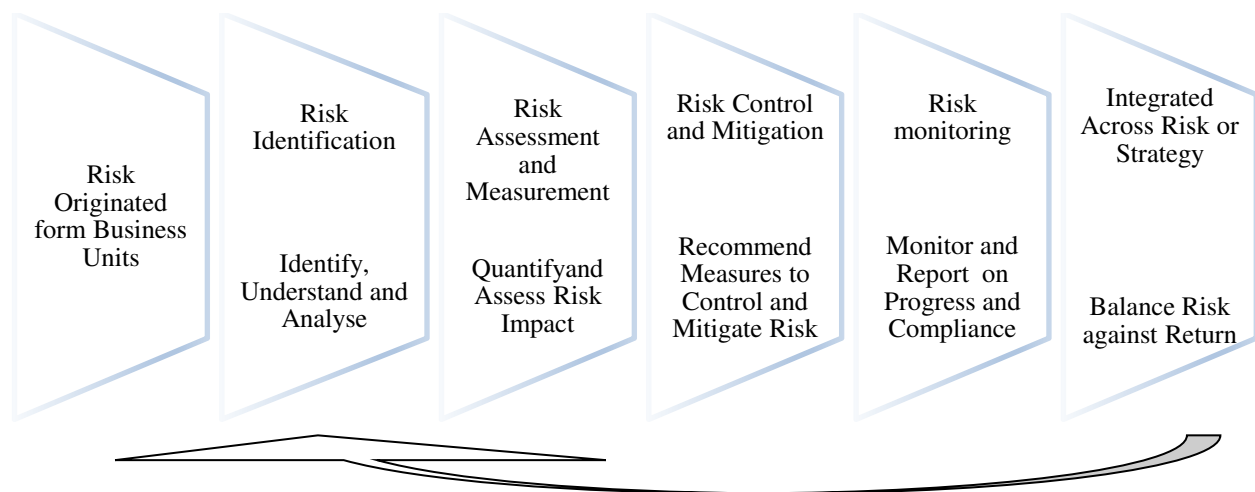 Risk
Originated
form Business
Units
Risk
Identification
Identify,
Understand and
Analyse
Risk
Assessment
and
Measurement
Quantifyand
Assess Risk
Impact
Risk Control
and Mitigation
Recommend
Measures to
Control and
Mitigate Risk
Risk
monitoring
Monitor and
Report on
Progress and
Compliance
Integrated
Across Risk or
Strategy
Balance Risk
against Return